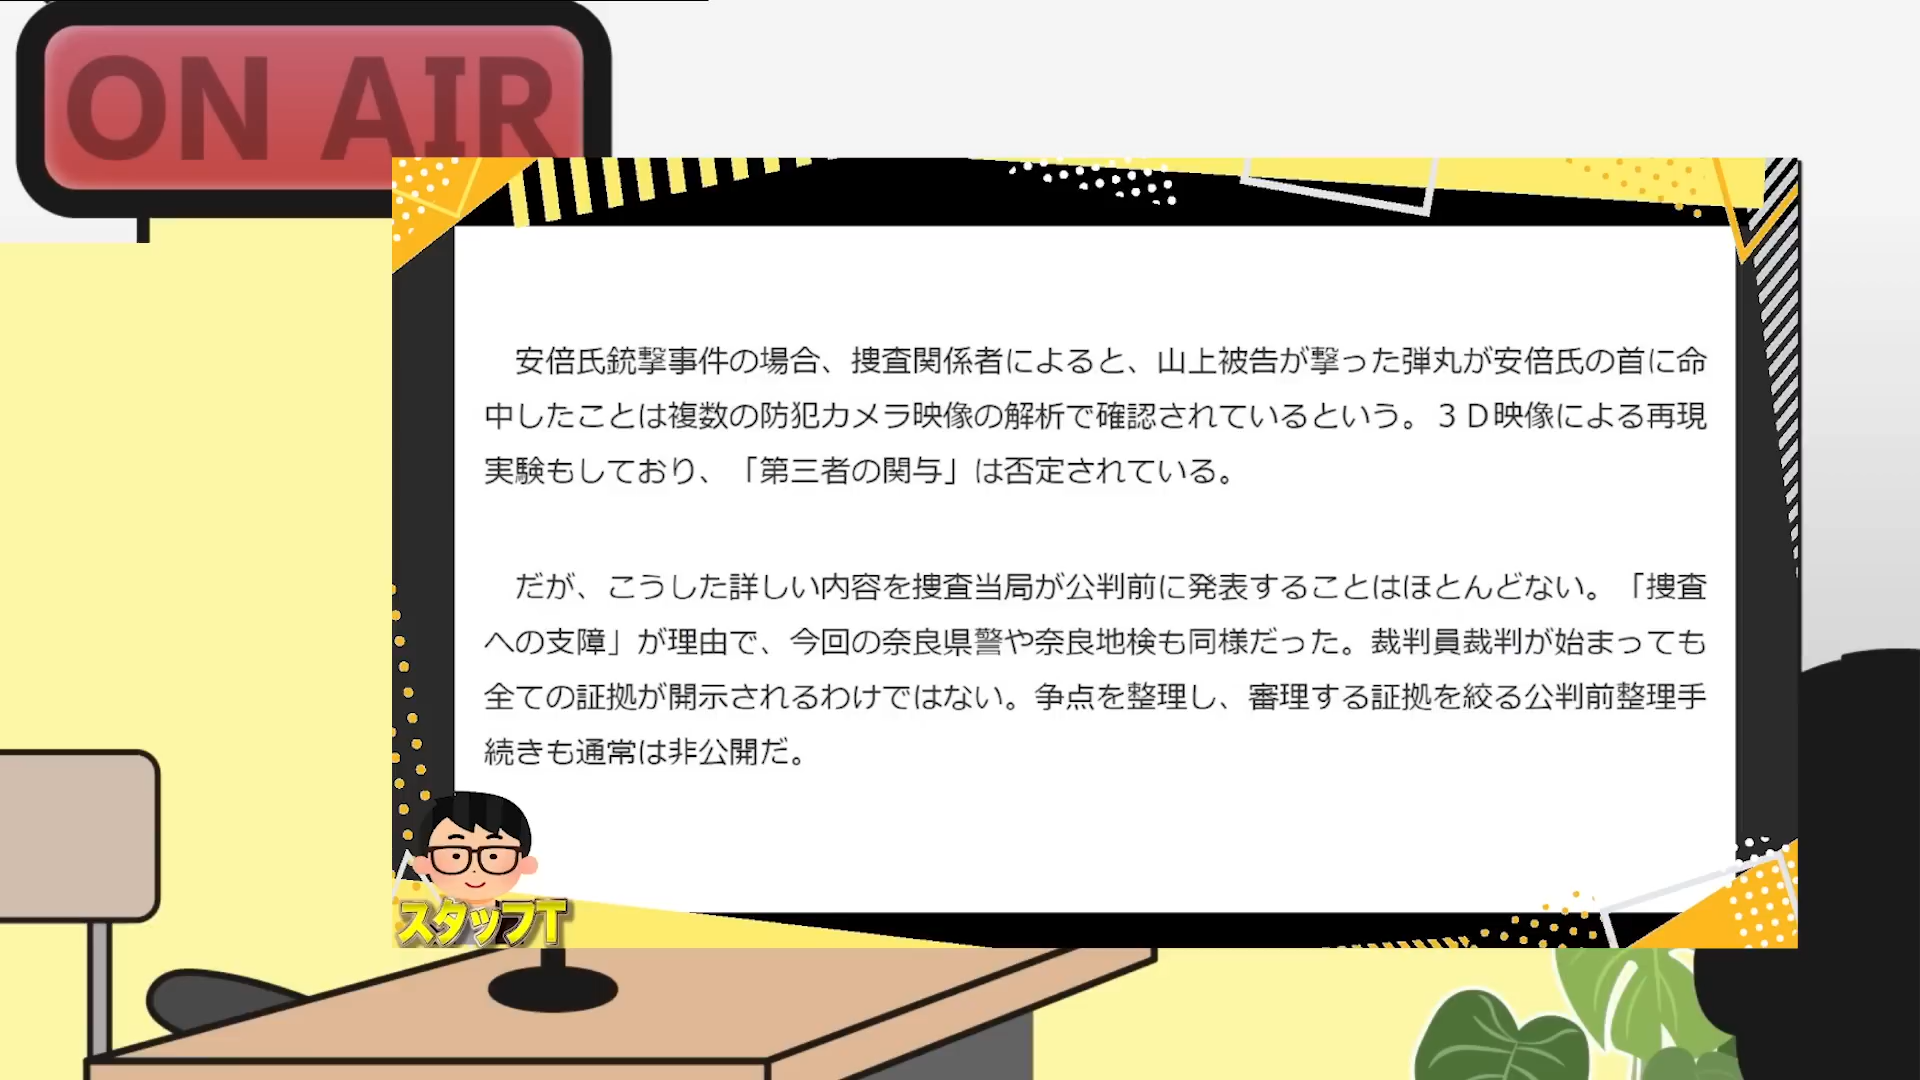 ON AIR
安倍氏銃撃事件の場合、捜査関係者によると、山上被告が撃った弾丸が安倍氏の首に命
中したことは複数の防犯カメラ映像の解析で確認されているという。３Ｄ映像による再現
実験もしており、「第三者の関与」は否定されている。
だが、こうした詳しい内容を捜査当局が公判前に発表することはほとんどない。「捜査
への支障」が理由で、今回の奈良県警や奈良地検も同様だった。裁判員裁判が始まっても
全ての証拠が開示されるわけではない。争点を整理し、審理する証拠を絞る公判前整理手
続きも通常は非公開だ。
スタッフT